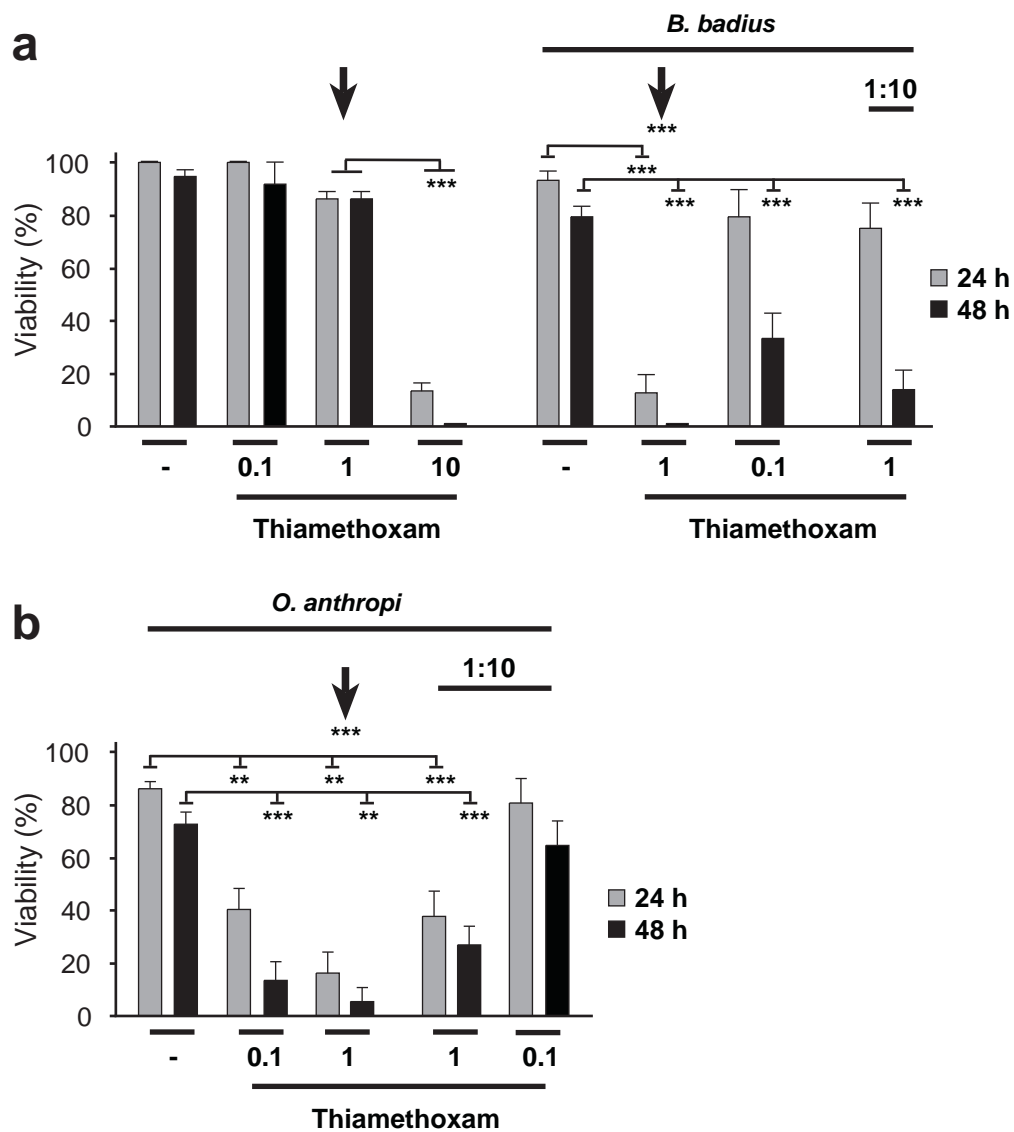 a
B. badius
1:10
***
***
***
***
***
***
100
80
60
40
20
0
Viability (%)
24 h
48 h
- 0.1 1 10 - 1 0.1 1
Thiamethoxam Thiamethoxam
b
O. anthropi
1:10
***
** ** ***
*** ** ***
100
80
60
40
20
0
Viability (%)
24 h
48 h
- 0.1 1 1 0.1
Thiamethoxam